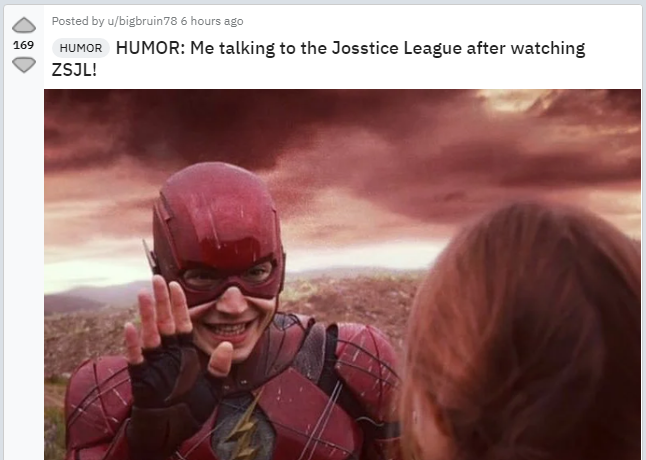 Posted by u/bigbruin78 6 hours ago
169
HUMOR HUMOR: Me talking to the Josstice League after watching
ZSJL!